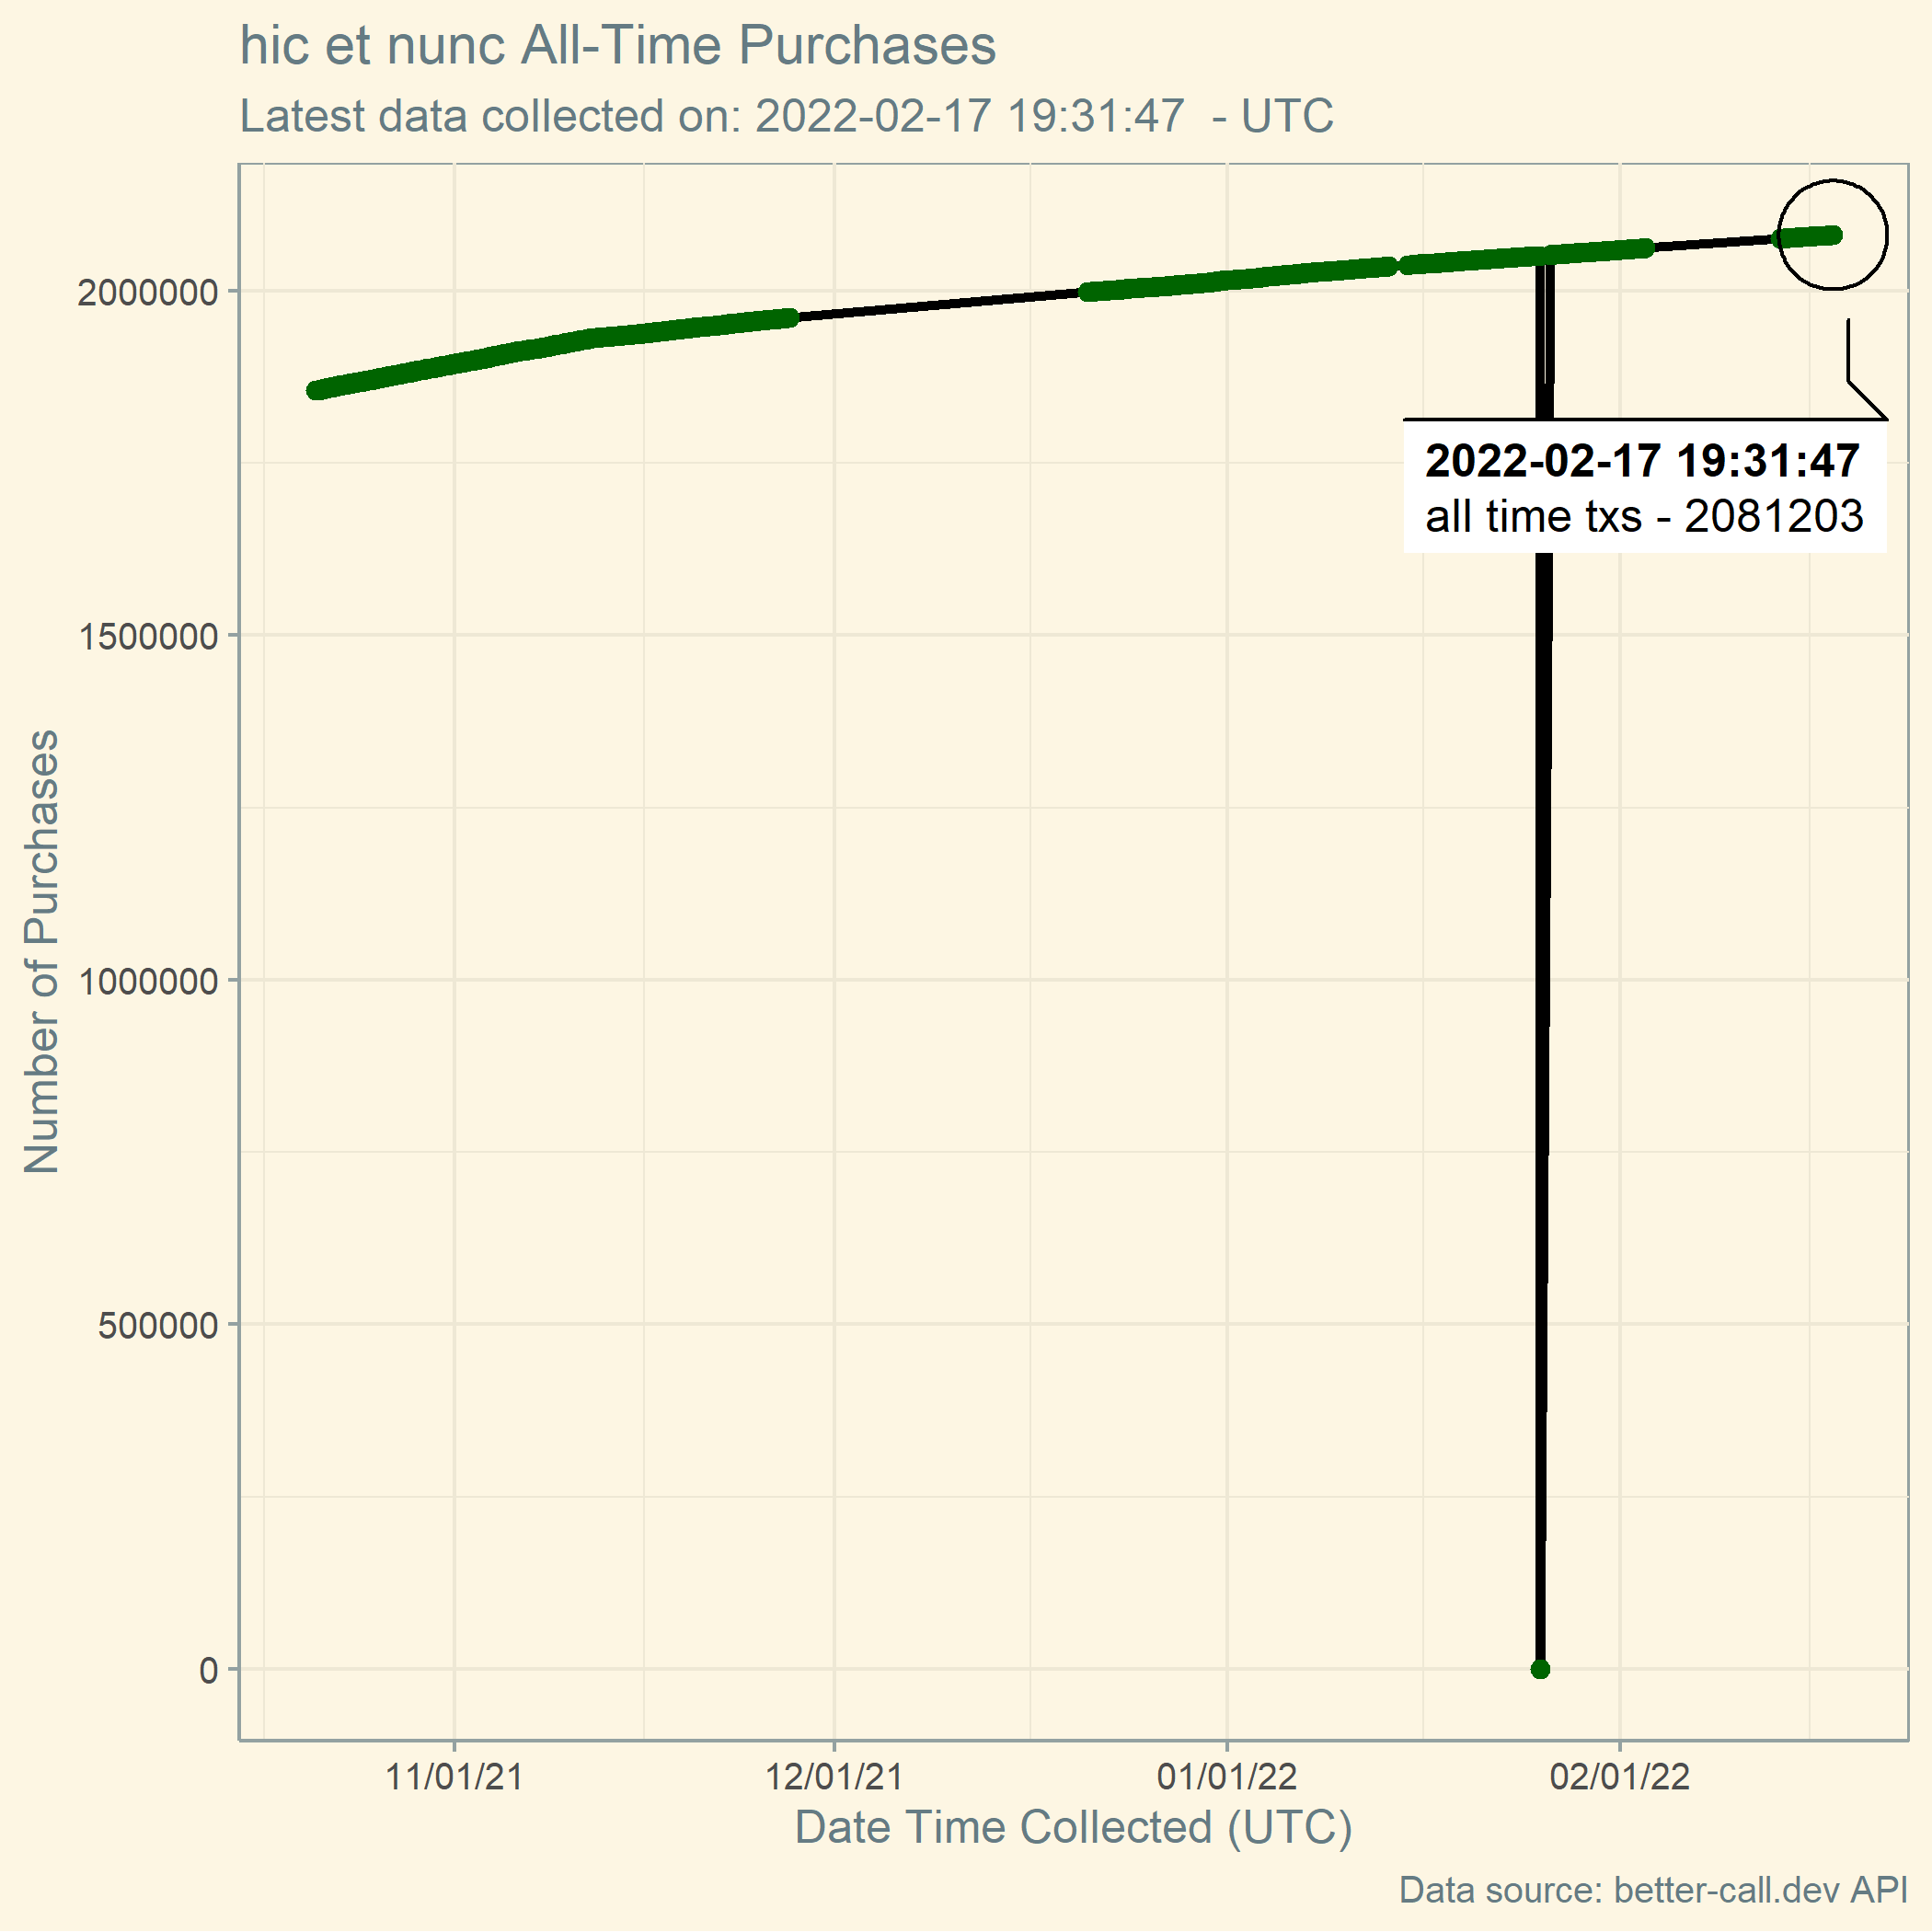 hic et nunc All-Time Purchases
Latest data collected on: 2022-02-17 19:31:47  - UTC
Number of Purchases
2000000
1500000
1000000
500000
0
2022-02-17 19:31:47
all time txs - 2081203
11/01/21
12/01/21
01/01/22
02/01/22
Date Time Collected (UTC)
Data source: better-call.dev API